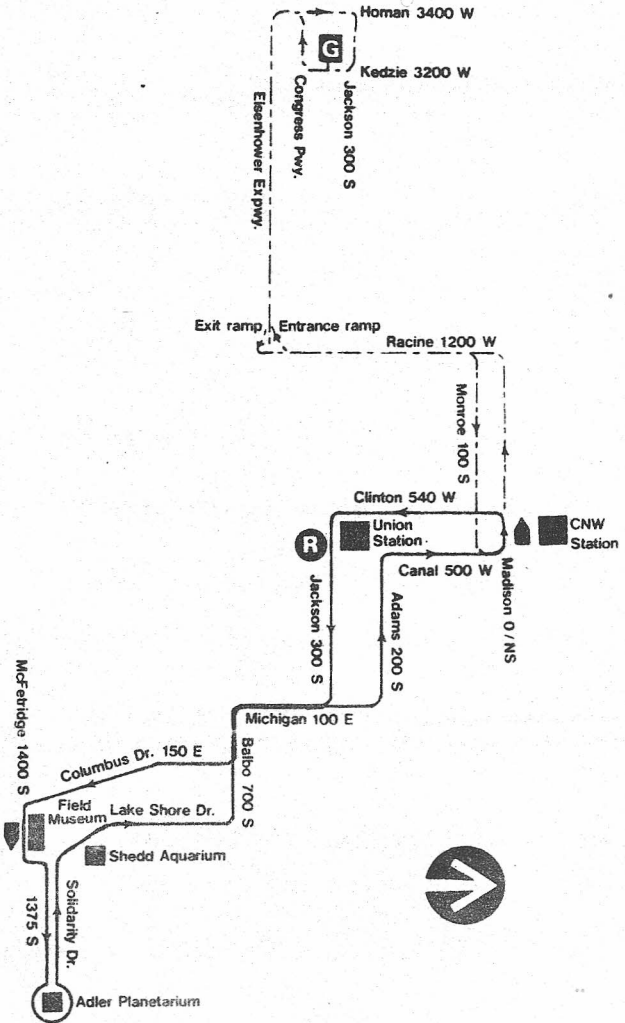 Homan 3400 W
G
Kedzie 3200 W
Jackson 300 S
Congress Pwy.
Eisenhower Expwy.
Exit ramp
Entrance ramp
Racine 1200 W
Monroe 100 S
Clinton 540 W
R
Union
Station
CNW
Station
Canal 500 W
Madison 0 / NS
Jackson 300 S
Adams 200 S
Michigan 100 E
McFetridge 1400 S
Columbus Dr. 150 E
Balbo 700 S
Field
Museum
Lake Shore Dr.
Shedd Aquarium
Solidarity Dr.
1375 S
Adler Planetarium